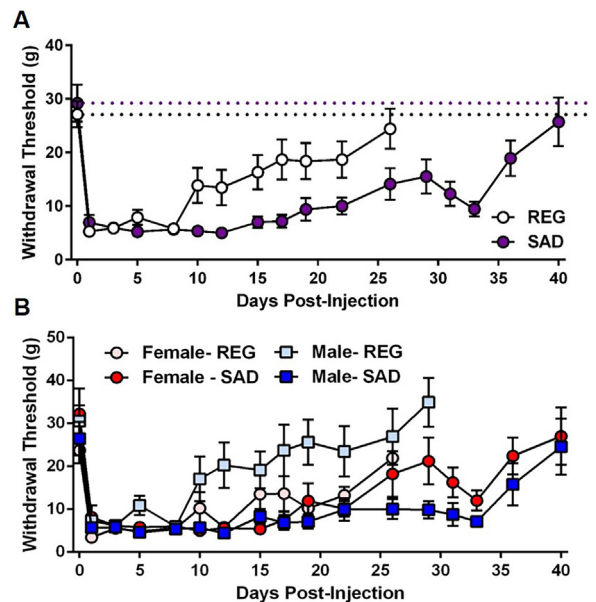 A
40
30
20
10
0
Withdrawal Threshold (g)
REG
SAD
0 5 10 15 20 25 30 35 40
Days Post-Injection
B
50
40
30
20
10
0
Withdrawal Threshold (g)
Female- REG Male- REG
Female - SAD Male- SAD
0 5 10 15 20 25 30 35 40
Days Post-Injection